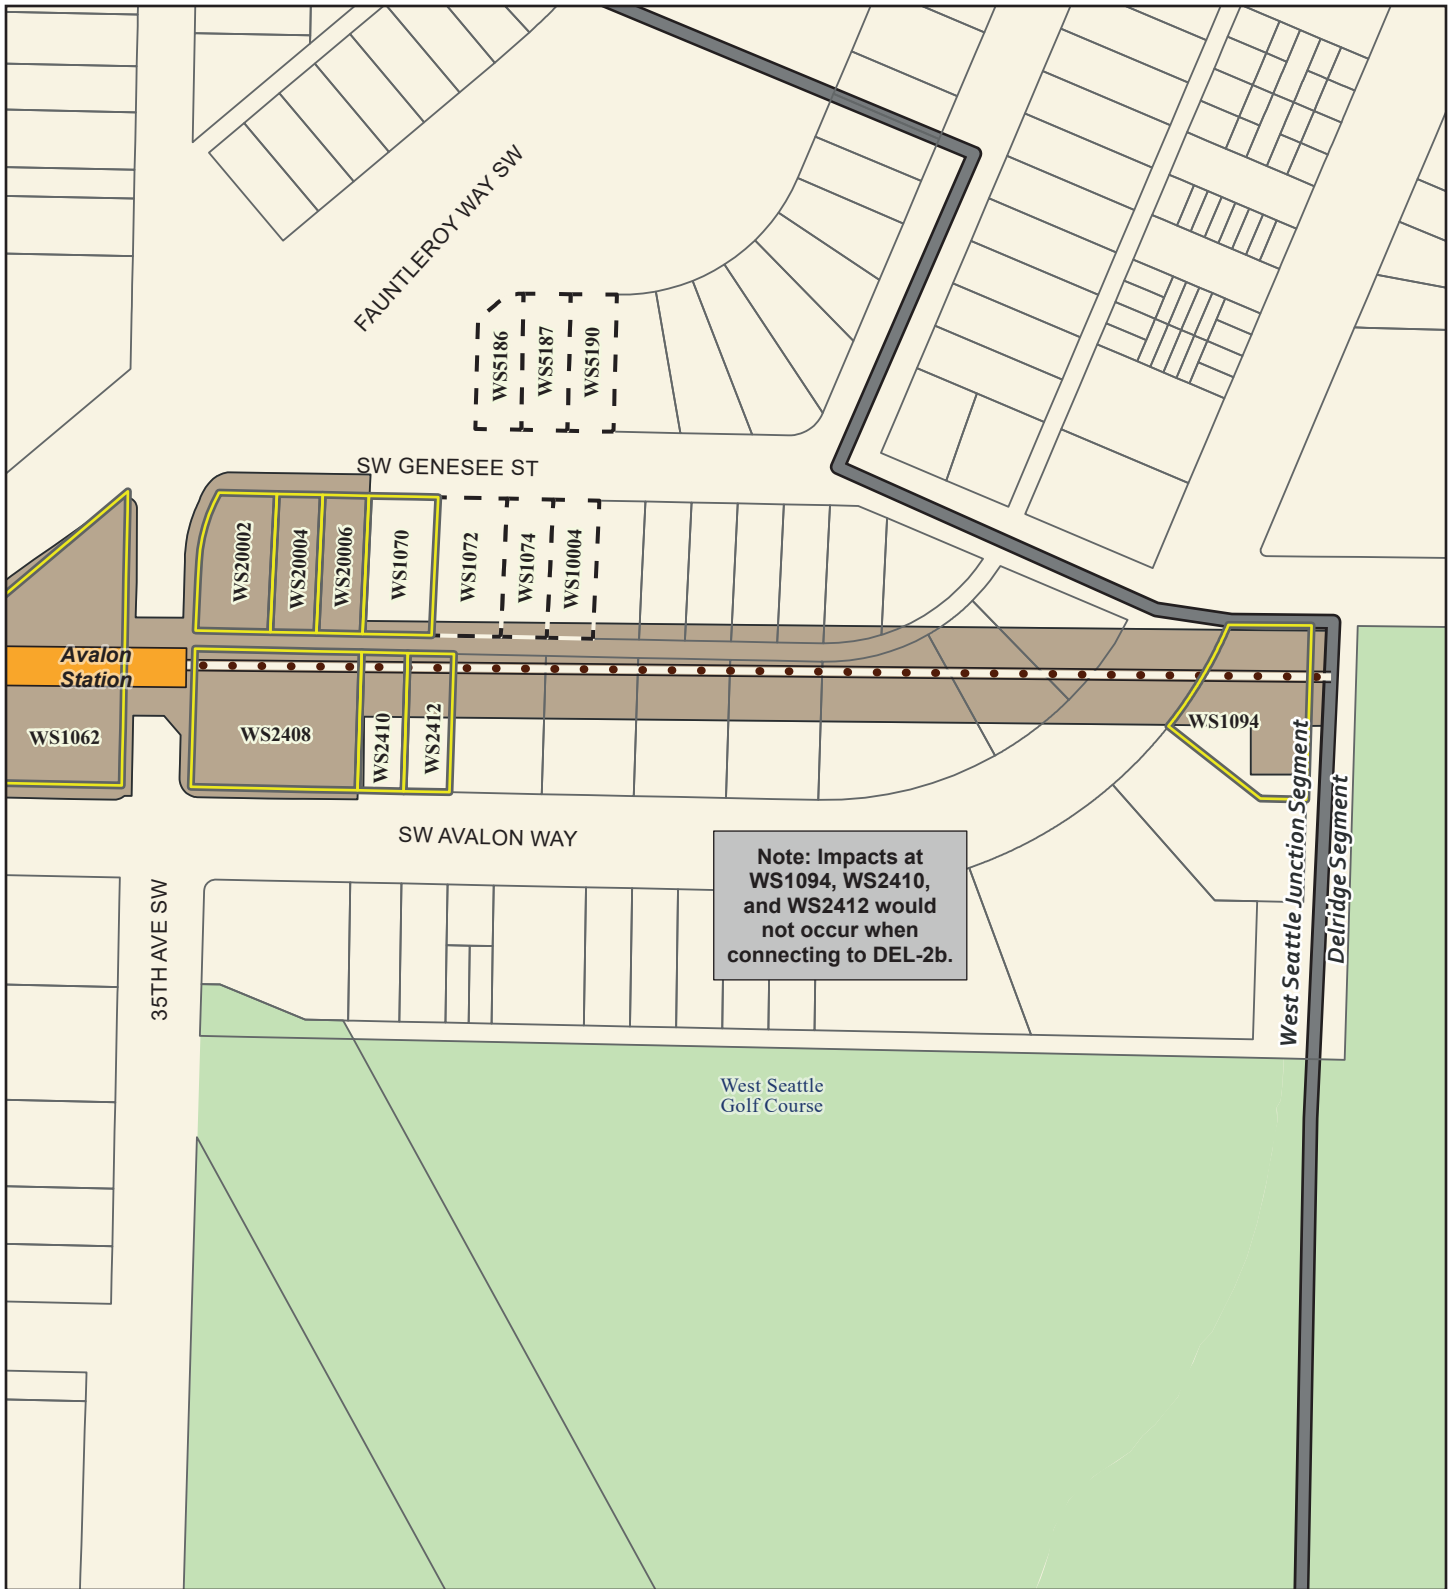 FAUNTLEROY WAY SW
WS5186
WS5187
WS5190
SW GENESEE ST
WS20002
WS20004
WS20006
WS1070
WS1072
WS1074
WS10004
Avalon
Station
WS1062
WS2408
WS2410
WS2412
WS1094
SW AVALON WAY
Note: Impacts at
WS1094, WS2410,
and WS2412 would
not occur when
connecting to DEL-2b.
35TH AVE SW
West Seattle Junction Segment
Delridge Segment
West Seattle
Golf Course